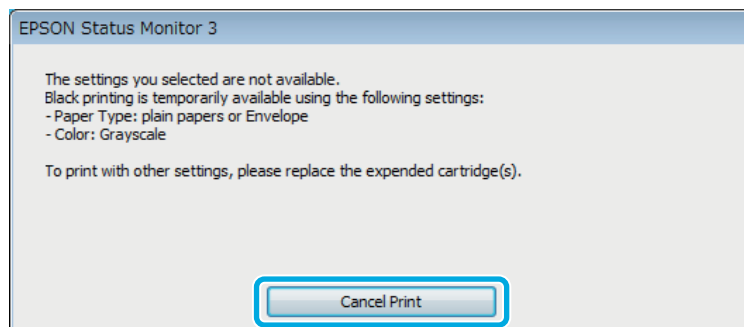 EPSON Status Monitor 3
The settings you selected are not available.
Black printing is temporarily available using the following settings:
- Paper Type: plain papers or Envelope
- Color: Grayscale
To print with other settings, please replace the expended cartridge(s).
Cancel Print